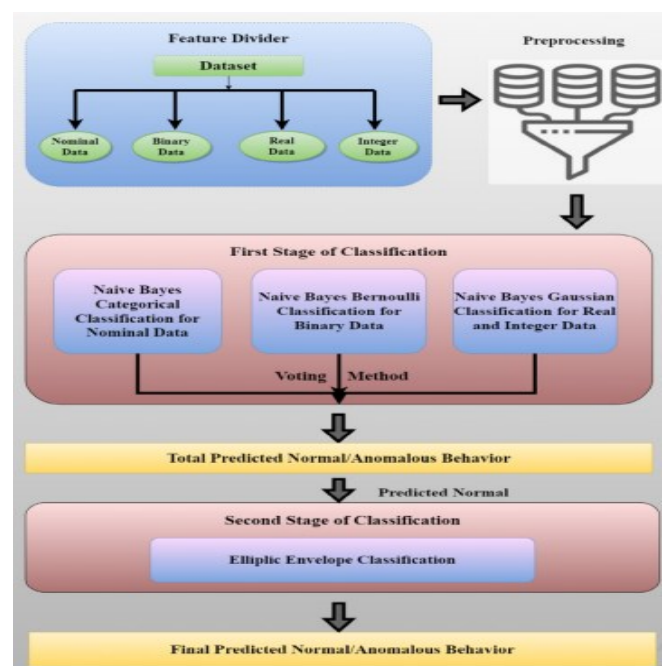 Feature Divider
Dataset
Nominal
Data
Binary
Data
Real
Data
Integer
Data
Preprocessing
First Stage of Classification
Naive Bayes
Categorical
Classification for
Nominal Data
Naive Bayes Bernoulli
Classification for
Binary Data
Naive Bayes Gaussian
Classification for Real
and Integer Data
Voting Method
Total Predicted Normal/Anomalous Behavior
Predicted Normal
Second Stage of Classification
Elliptic Envelope Classification
Final Predicted Normal/Anomalous Behavior